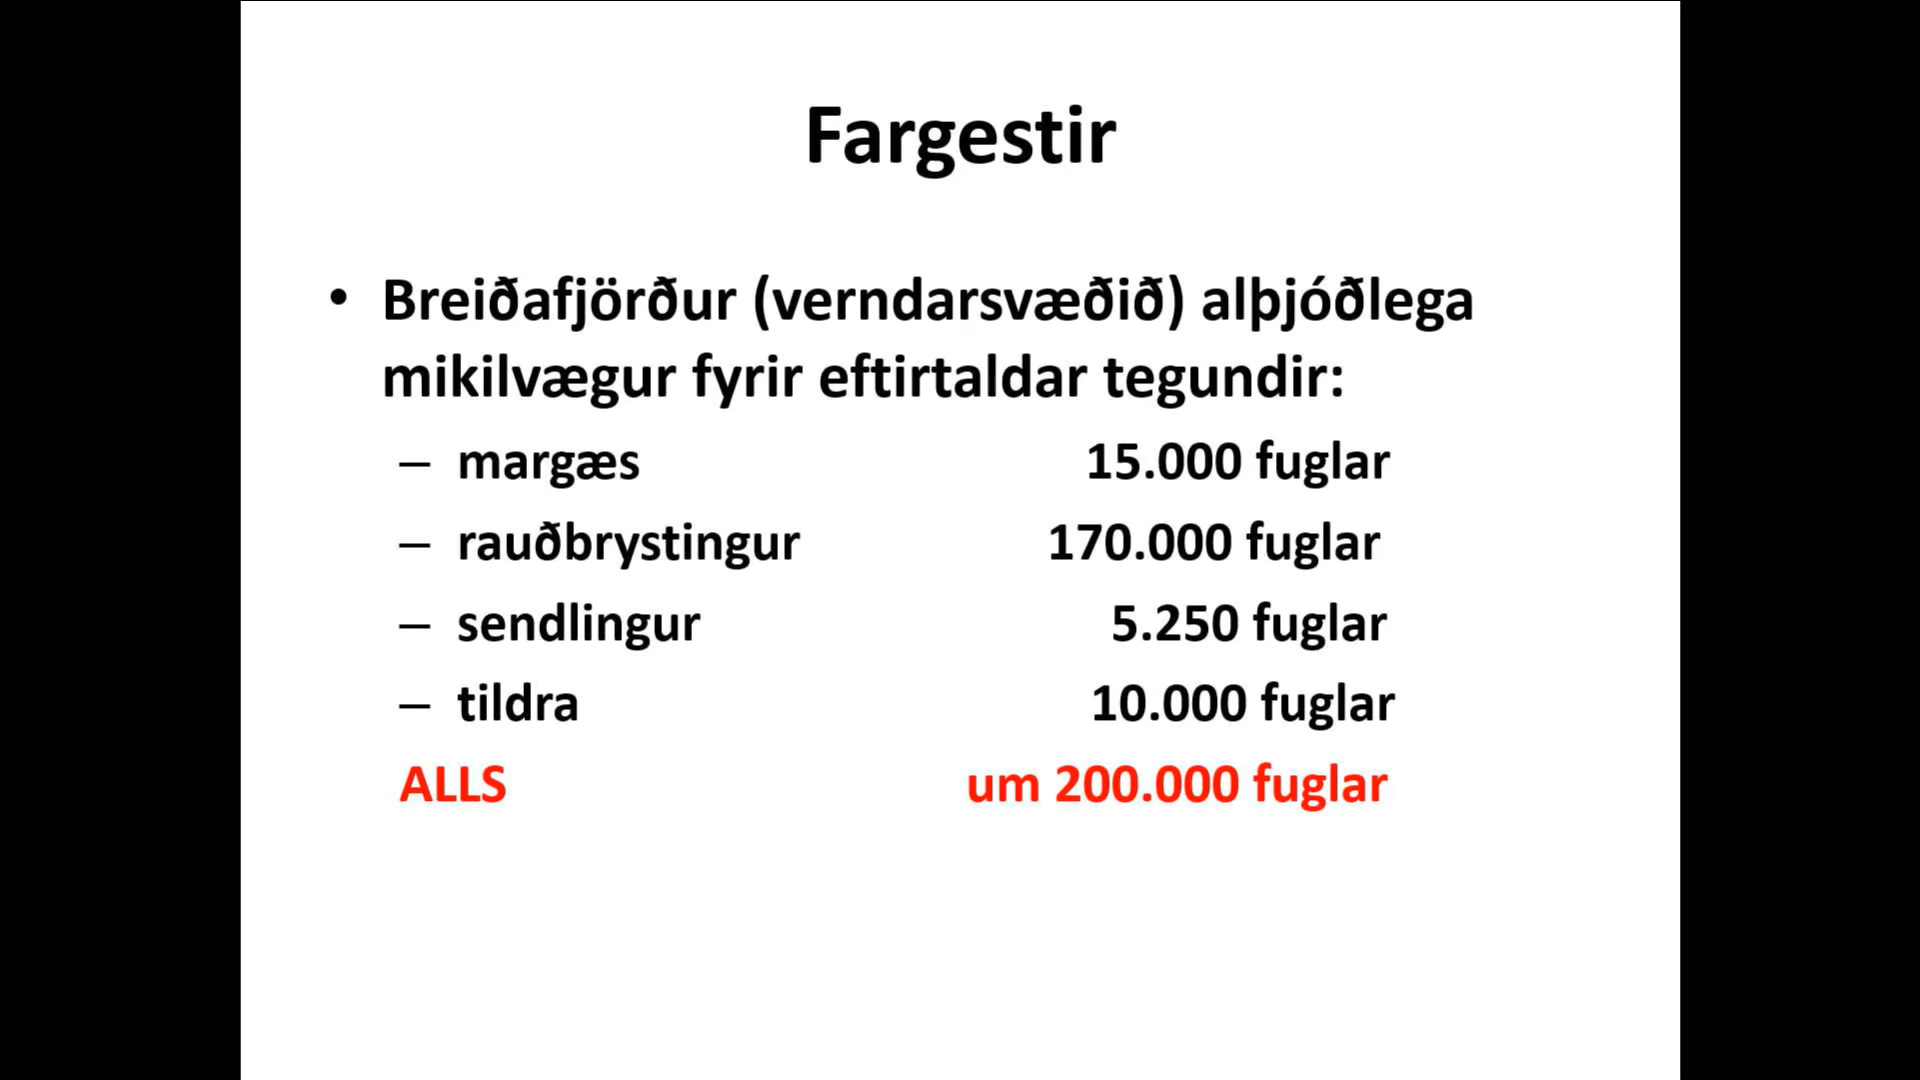 Fargestir
• Breiðafjörður (verndarsvæðið) alþjóðlega
mikilvægur fyrir eftirtaldar tegundir:
– margæs 15.000 fuglar
– rauðbrystingur 170.000 fuglar
– sendlingur 5.250 fuglar
– tildra 10.000 fuglar
ALLS um 200.000 fuglar